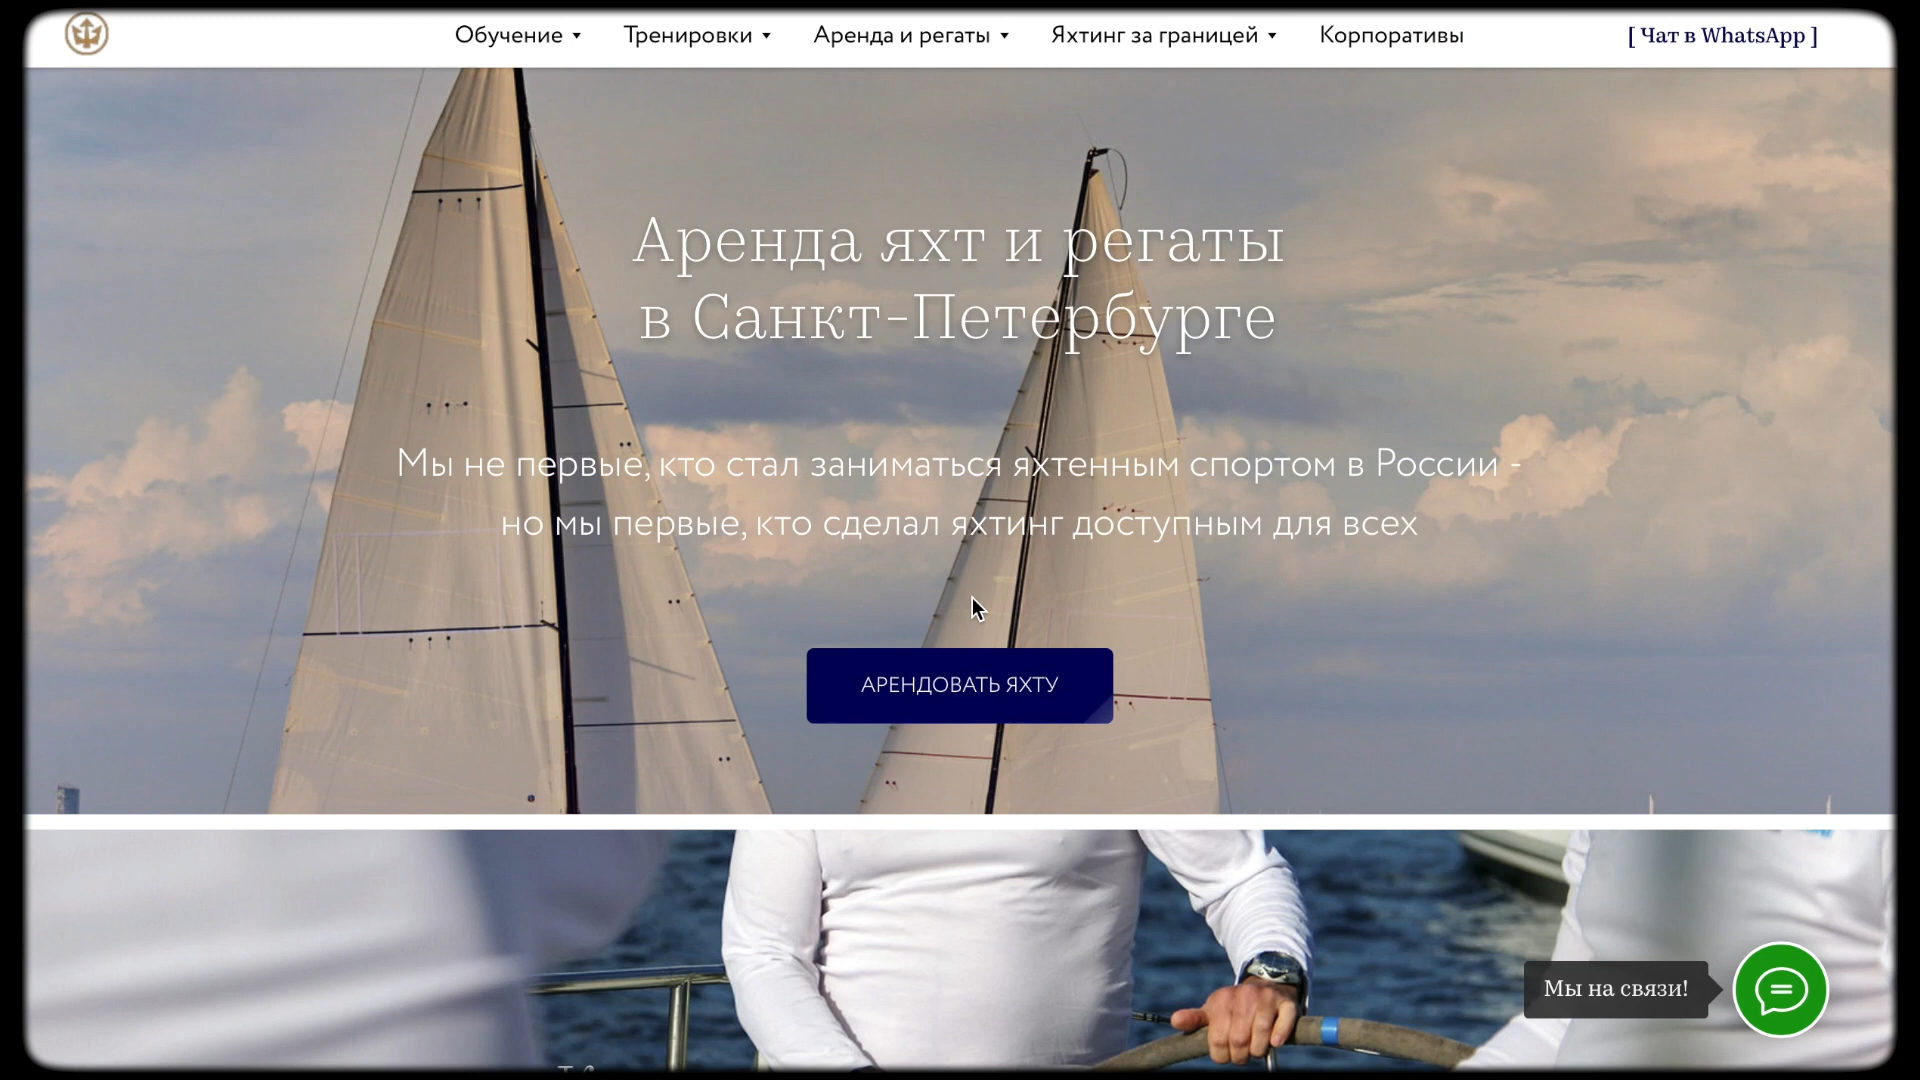 Обучение
Тренировки
Аренда и регаты
Яхтинг за границей
Корпоративы
[ Чат в WhatsApp ]
Аренда яхт и регаты
в Санкт-Петербурге
Мы не первые, кто стал заниматься яхтенным спортом в России -
но мы первые, кто сделал яхтинг доступным для всех
АРЕНДОВАТЬ ЯХТУ
Мы на связи!